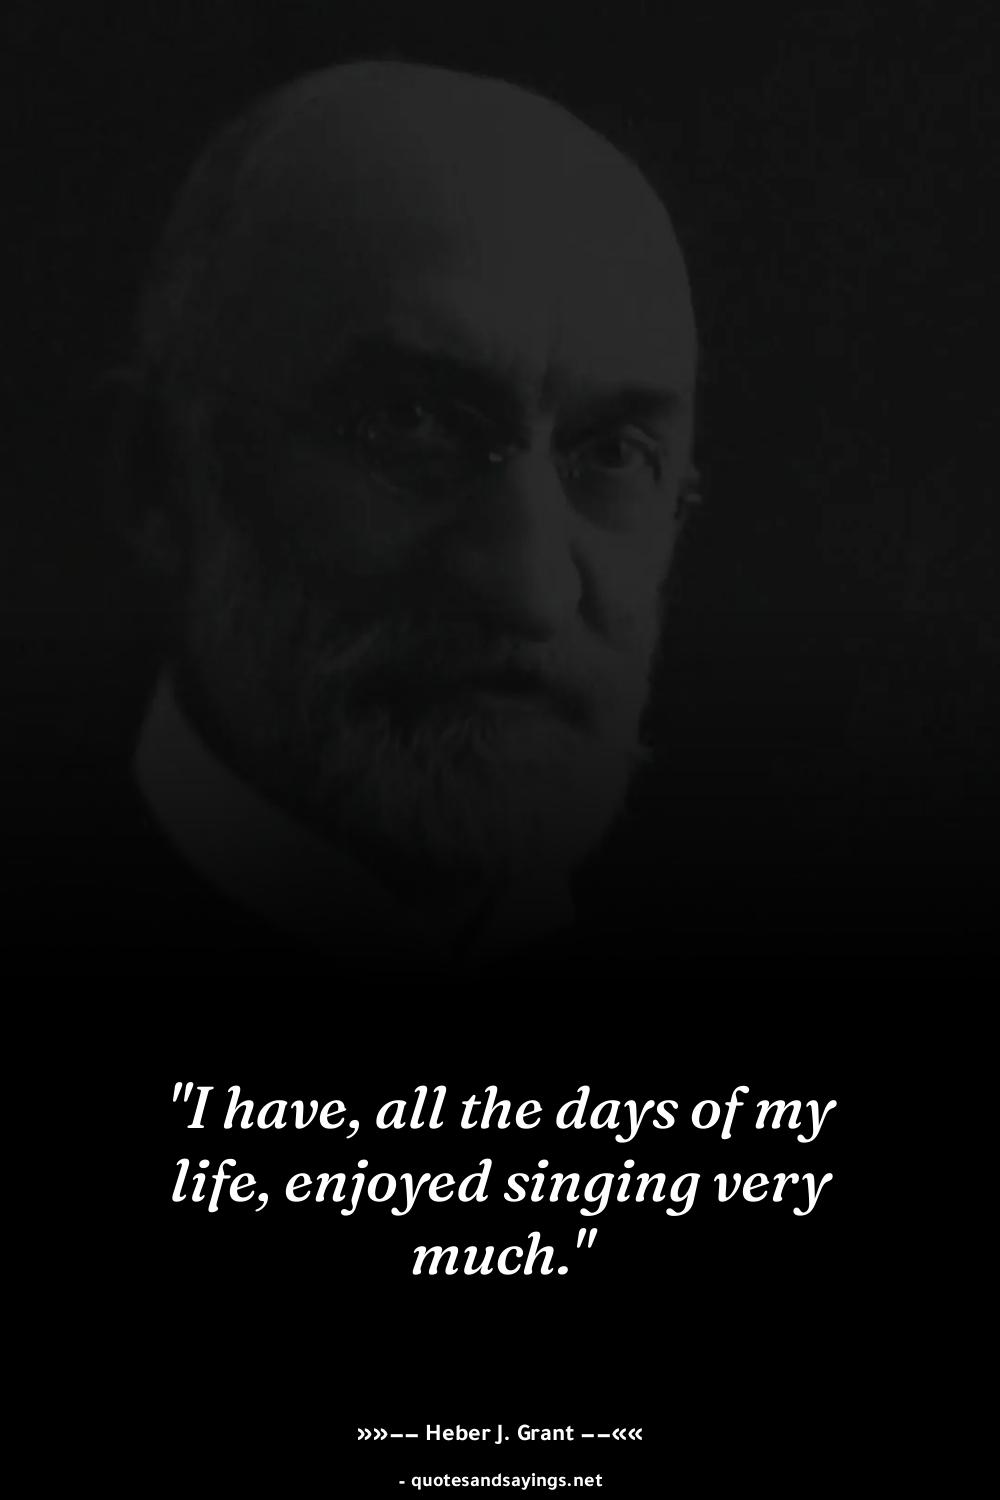 "I have, all the days of my
life, enjoyed singing very
much."
»»–– Heber J. Grant ––««
- quotesandsayings.net